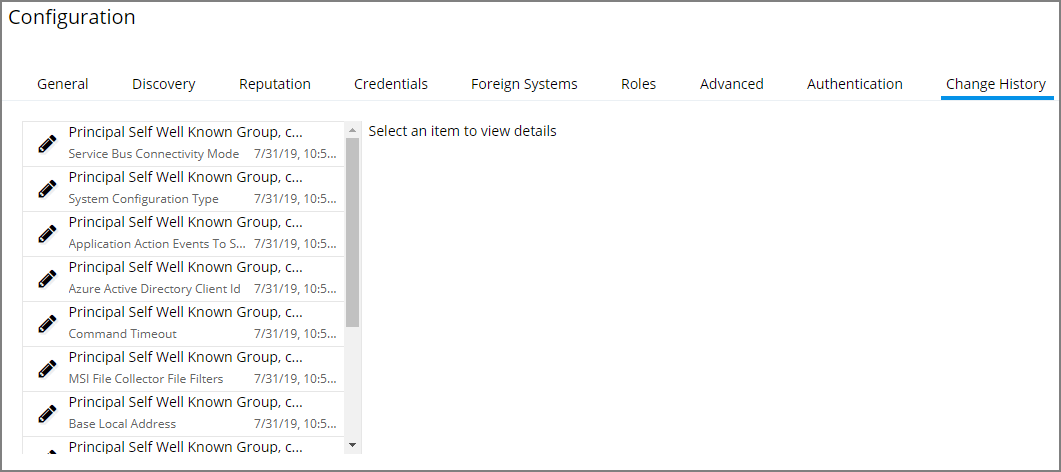 Configuration
General Discovery Reputation Credentials Foreign Systems Roles Advanced Authentication Change History
Select an item to view details
Principal Self Well Known Group, c...
Service Bus Connectivity Mode 7/31/19, 10:5...
Principal Self Well Known Group, c...
System Configuration Type 7/31/19, 10:5...
Principal Self Well Known Group, c...
Application Action Events To S... 7/31/19, 10:5...
Principal Self Well Known Group, c...
Azure Active Directory Client Id 7/31/19, 10:5...
Principal Self Well Known Group, c...
Command Timeout 7/31/19, 10:5...
Principal Self Well Known Group, c...
MSI File Collector File Filters 7/31/19, 10:5...
Principal Self Well Known Group, c...
Base Local Address 7/31/19, 10:5...
Principal Self Well Known Group, c...